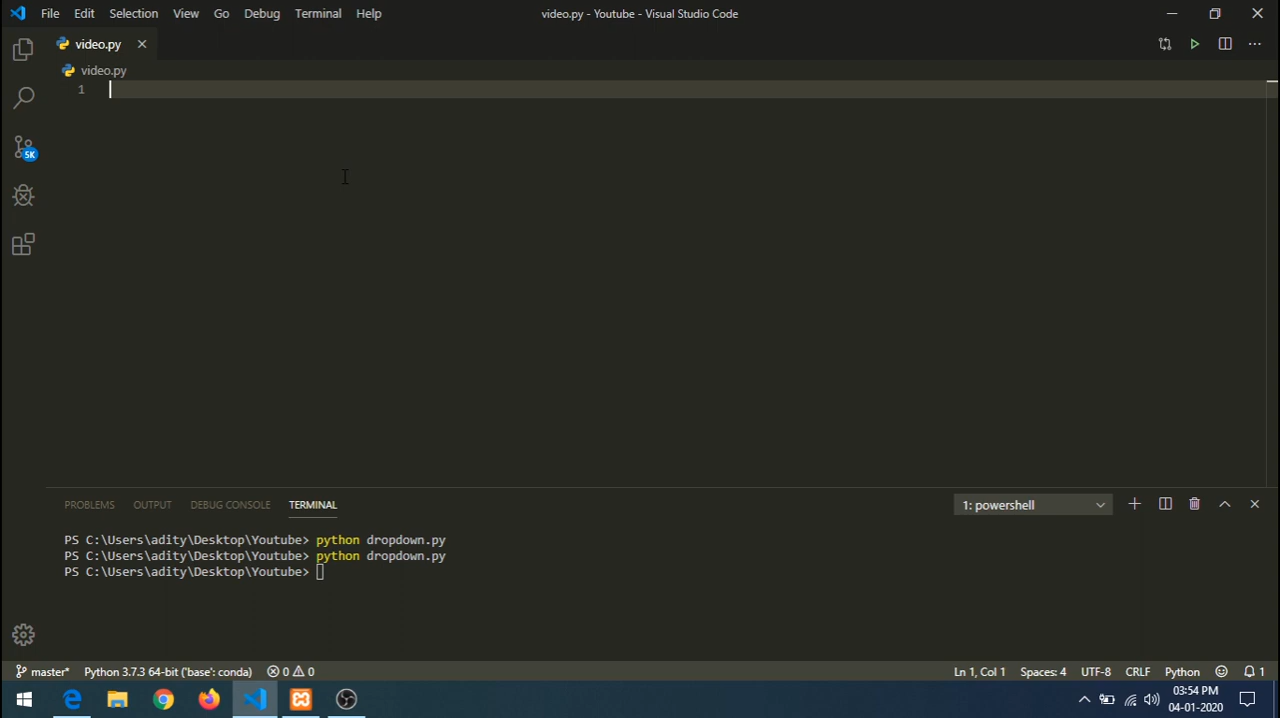 File Edit Selection View Go Debug Terminal Help video.py - Youtube - Visual Studio Code
video.py
video.py
1
5K
PROBLEMS OUTPUT DEBUG CONSOLE TERMINAL 1: powershell
PS C:\Users\adity\Desktop\Youtube> python dropdown.py
PS C:\Users\adity\Desktop\Youtube> python dropdown.py
PS C:\Users\adity\Desktop\Youtube>
master* Python 3.7.3 64-bit ('base': conda) 0 0 Ln 1, Col 1 Spaces: 4 UTF-8 CRLF Python 1
03:54 PM
04-01-2020